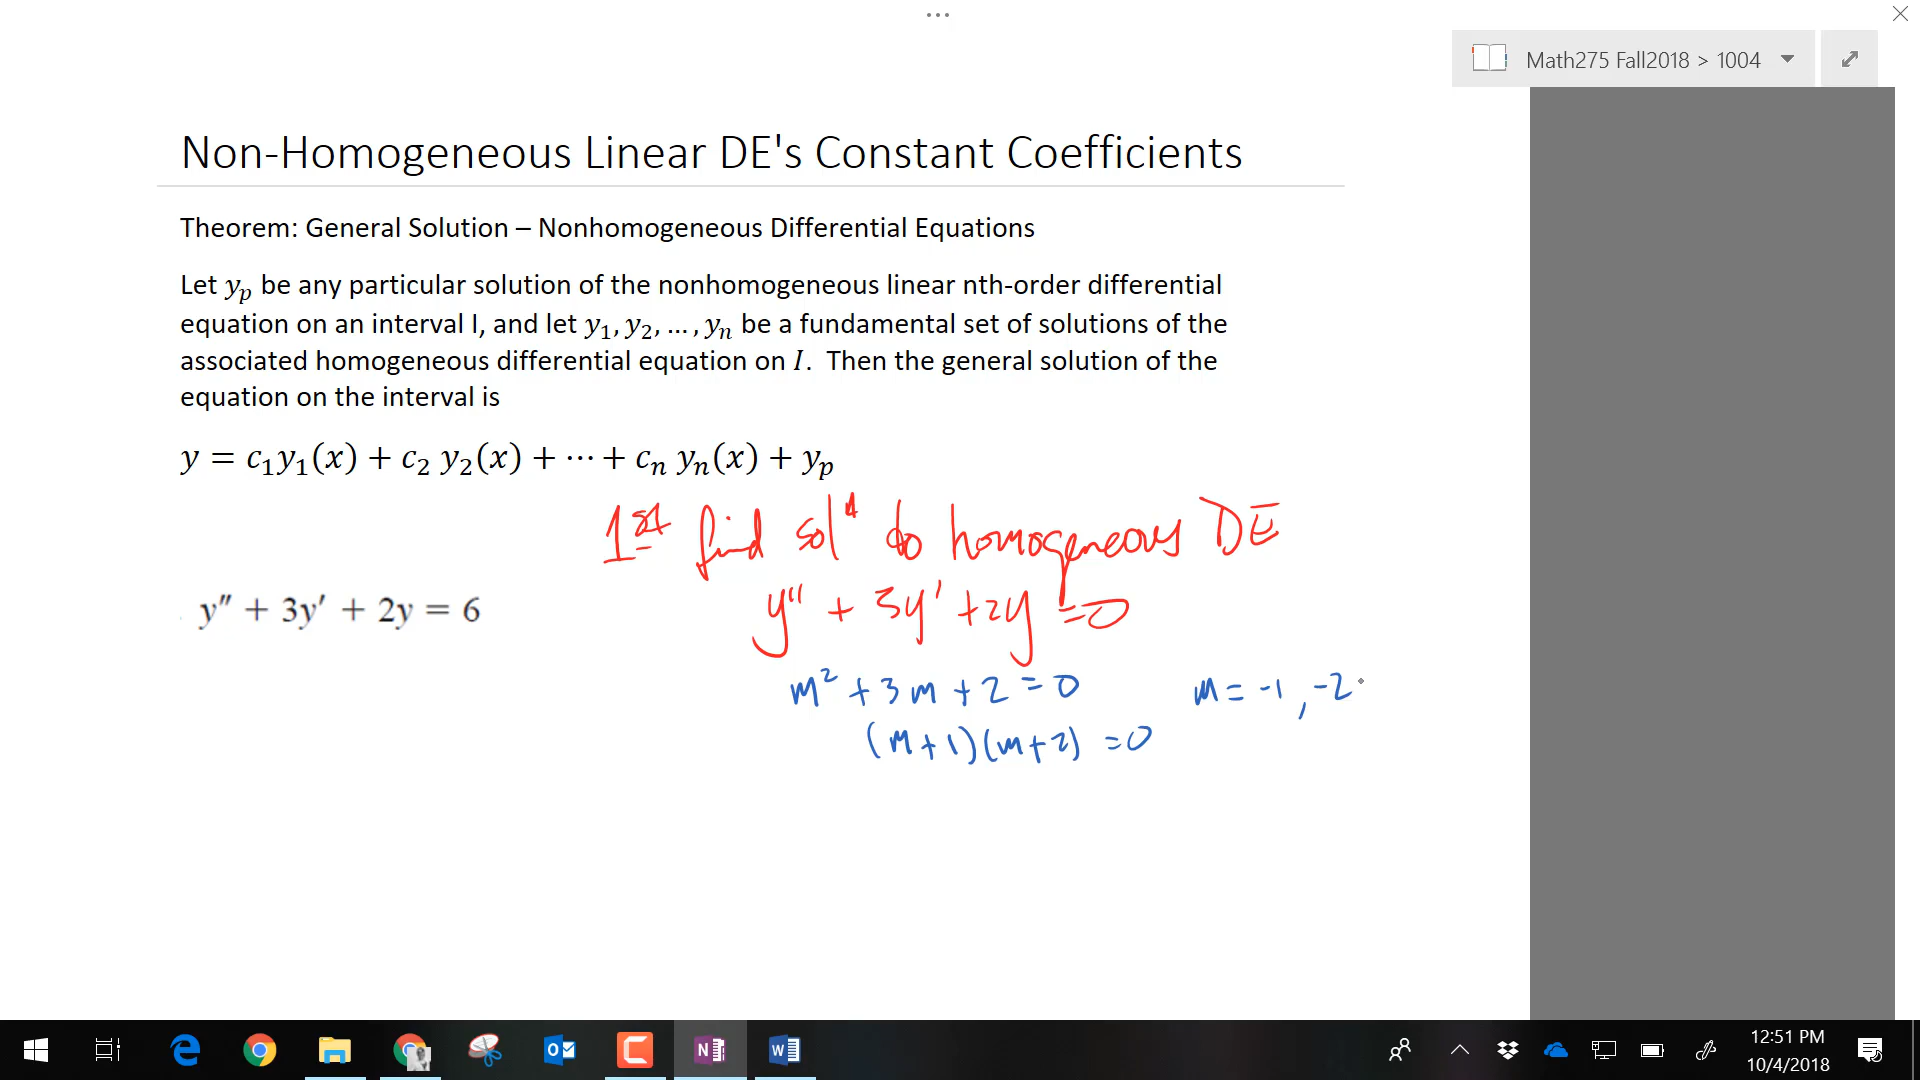 Math275 Fall2018 > 1004
Non-Homogeneous Linear DE's Constant Coefficients
Theorem: General Solution – Nonhomogeneous Differential Equations
Let yₚ be any particular solution of the nonhomogeneous linear nth-order differential
equation on an interval I, and let y₁, y₂, … , yₙ be a fundamental set of solutions of the
associated homogeneous differential equation on I. Then the general solution of the
equation on the interval is
y = c₁y₁(x) + c₂ y₂(x) + ⋯ + cₙ yₙ(x) + yₚ
1st find solⁿ to homogeneous DE
y″ + 3y′ + 2y = 6
y'' + 3y' + 2y = 0
m² + 3m + 2 = 0
m = -1, -2
(m+1)(m+2) = 0
12:51 PM
10/4/2018